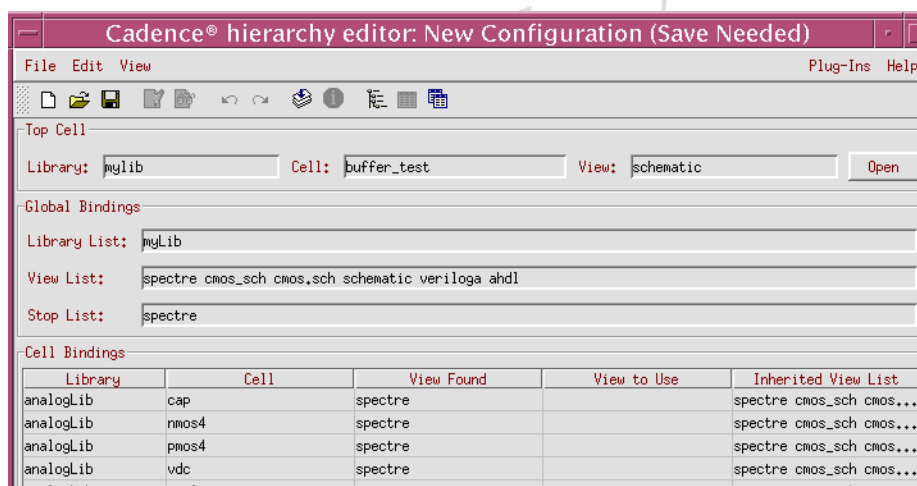 Cadence® hierarchy editor: New Configuration (Save Needed)
File Edit View Plug-Ins Help
Top Cell
Library: mylib Cell: buffer_test View: schematic Open
Global Bindings
Library List: myLib
View List: spectre cmos_sch cmos.sch schematic veriloga ahdl
Stop List: spectre
Cell Bindings
Library Cell View Found View to Use Inherited View List
analogLib cap spectre spectre cmos_sch cmos...
analogLib nmos4 spectre spectre cmos_sch cmos...
analogLib pmos4 spectre spectre cmos_sch cmos...
analogLib vdc spectre spectre cmos_sch cmos...